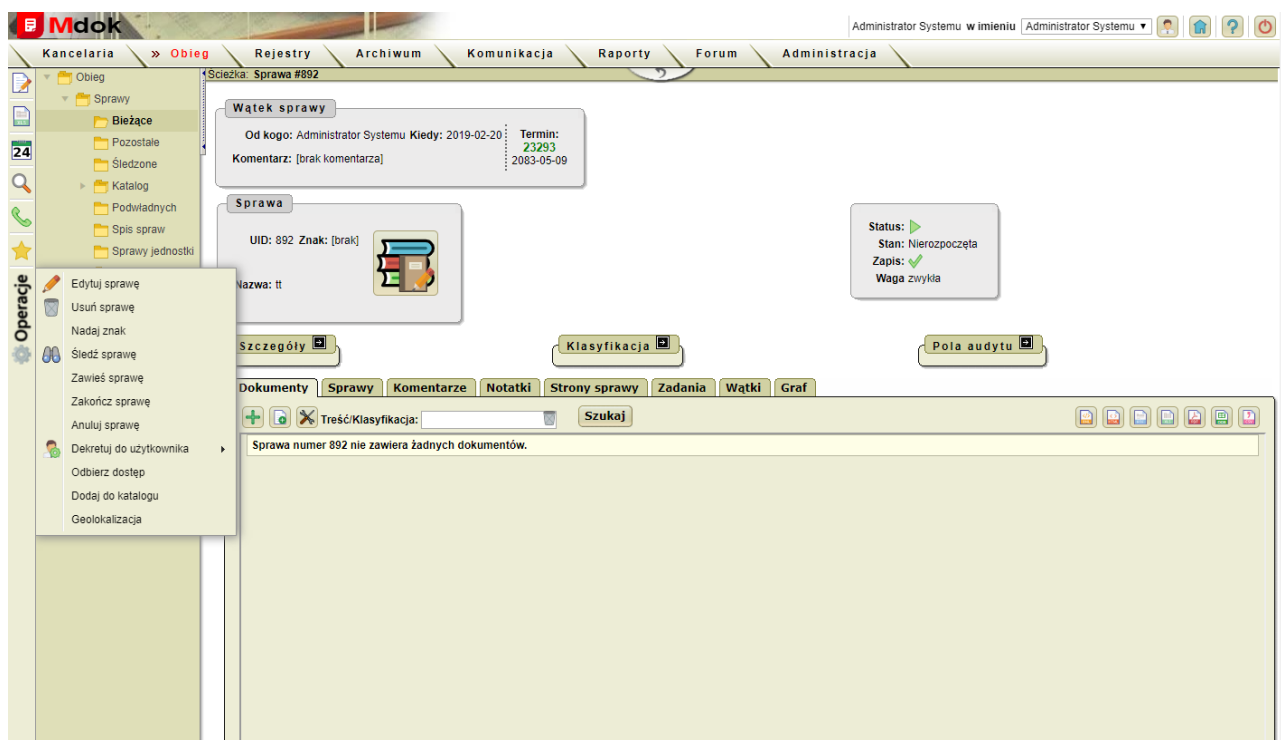 Mdok
Administrator Systemu w imieniu Administrator Systemu
Kancelaria » Obieg Rejestry Archiwum Komunikacja Raporty Forum Administracja
Obieg
Sprawy
Bieżące
Pozostałe
Śledzone
Katalog
Podwładnych
Spis spraw
Sprawy jednostki
24
Operacje
Edytuj sprawę
Usuń sprawę
Nadaj znak
Śledź sprawę
Zawieś sprawę
Zakończ sprawę
Anuluj sprawę
Dekretuj do użytkownika
Odbierz dostęp
Dodaj do katalogu
Geolokalizacja
Ścieżka: Sprawa #892
Wątek sprawy
Od kogo: Administrator Systemu Kiedy: 2019-02-20
Komentarz: [brak komentarza]
Termin:
23293
2083-05-09
Sprawa
UID: 892 Znak: [brak]
Nazwa: tt
Status:
Stan: Nierozpoczęta
Zapis:
Waga zwykła
Szczegóły
Klasyfikacja
Pola audytu
Dokumenty Sprawy Komentarze Notatki Strony sprawy Zadania Wątki Graf
Treść/Klasyfikacja: Szukaj
Sprawa numer 892 nie zawiera żadnych dokumentów.